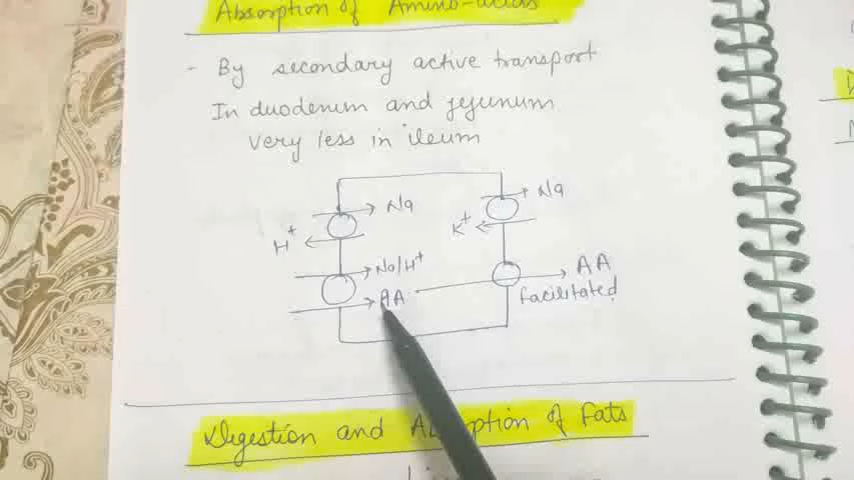 Absorption of Amino-acids
- By secondary active transport
In duodenum and jejunum
very less in ileum
Na
Na
H+
K+
Na/H+
AA
AA
facilitated
Digestion and Absorption of Fats